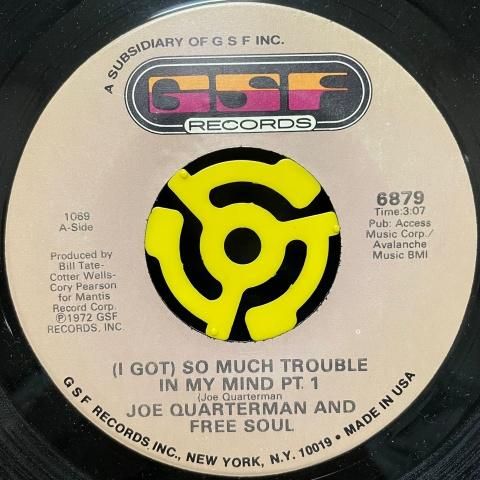 A SUBSIDIARY OF G S F INC.
GSF
RECORDS
1069
A-Side
Produced by
Bill Tate-
Cotter Wells-
Cory Pearson
for Mantis
Record Corp.
Ⓟ1972 GSF
RECORDS, INC.
6879
Time:3:07
Pub: Access
Music Corp./
Avalanche
Music BMI
(I GOT) SO MUCH TROUBLE
IN MY MIND PT. 1
(Joe Quarterman
JOE QUARTERMAN AND
FREE SOUL
G S F RECORDS INC., NEW YORK, N.Y. 10019 • MADE IN USA